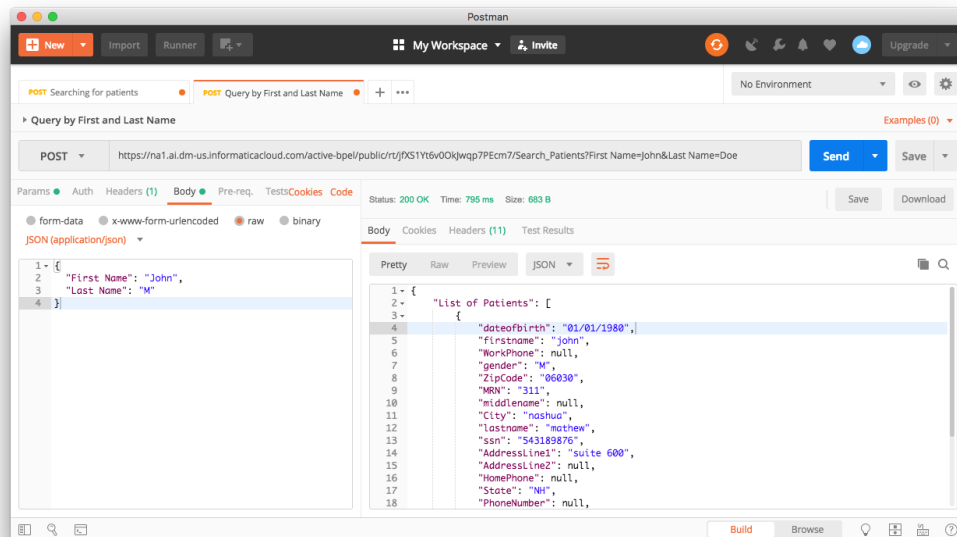 Postman
New Import Runner My Workspace Invite Upgrade
POST Searching for patients POST Query by First and Last Name No Environment
Query by First and Last Name Examples (0)
POST https://na1.ai.dm-us.informaticacloud.com/active-bpel/public/rt/jfXS1Yt6v0OkJwqp7PEcm7/Search_Patients?First Name=John&Last Name=Doe Send Save
Params Auth Headers (1) Body Pre-req. Tests Cookies Code
form-data x-www-form-urlencoded raw binary
JSON (application/json)
1 {
2 "First Name": "John",
3 "Last Name": "M"
4 }
Status: 200 OK Time: 795 ms Size: 683 B Save Download
Body Cookies Headers (11) Test Results
Pretty Raw Preview JSON
1 {
2 "List of Patients": [
3 {
4 "dateofbirth": "01/01/1980",
5 "firstname": "john",
6 "WorkPhone": null,
7 "gender": "M",
8 "ZipCode": "06030",
9 "MRN": "311",
10 "middlename": null,
11 "City": "nashua",
12 "lastname": "mathew",
13 "ssn": "543189876",
14 "AddressLine1": "suite 600",
15 "AddressLine2": null,
16 "HomePhone": null,
17 "State": "NH",
18 "PhoneNumber": null,
Build Browse